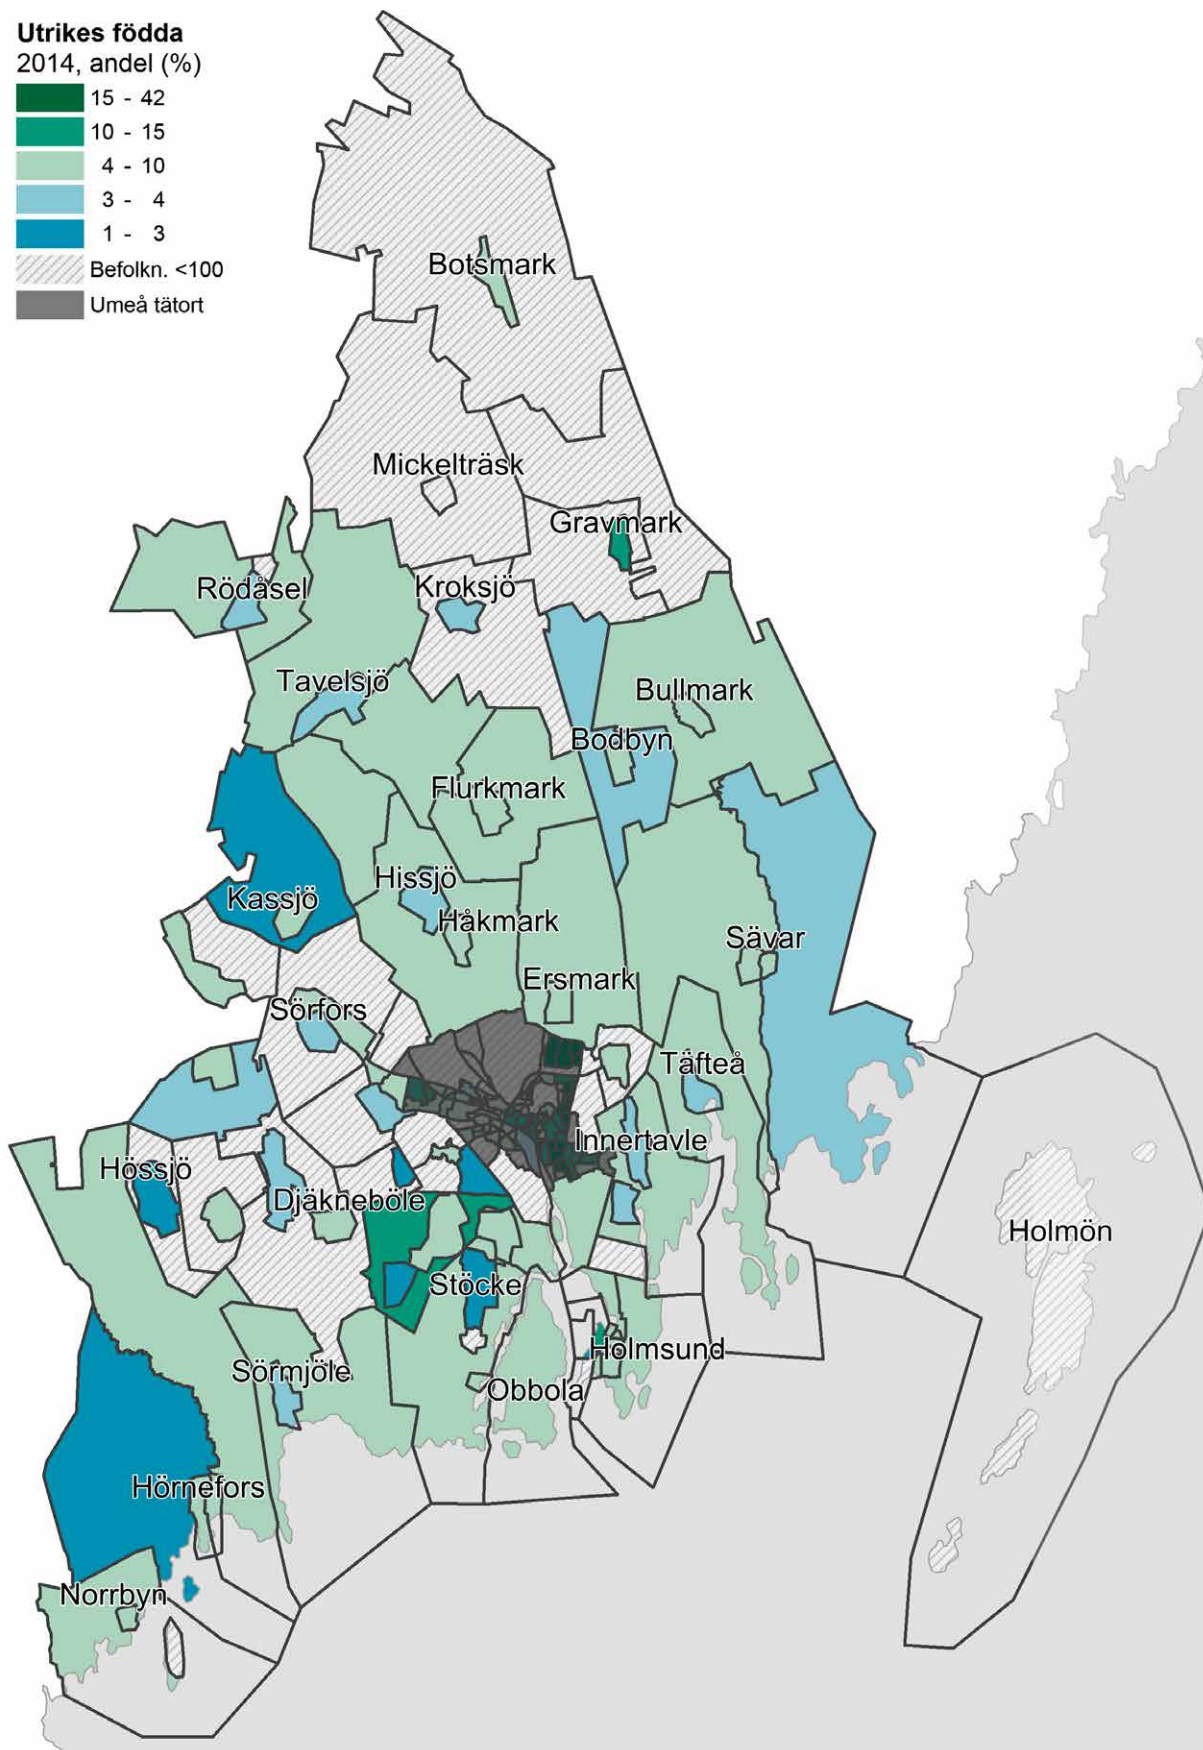 Utrikes födda
2014, andel (%)
15 - 42
10 - 15
4 - 10
3 - 4
1 - 3
Befolkn. <100
Umeå tätort
Botsmark
Mickelträsk
Gravmark
Rödåsel
Kroksjö
Tavelsjö
Bullmark
Bodbyn
Flurkmark
Hissjö
Kassjö
Håkmark
Sävar
Ersmark
Sörfors
Täfteå
Innertavle
Hössjö
Djäkneböle
Holmön
Stöcke
Holmsund
Sörmjöle
Obbola
Hörnefors
Norrbyn